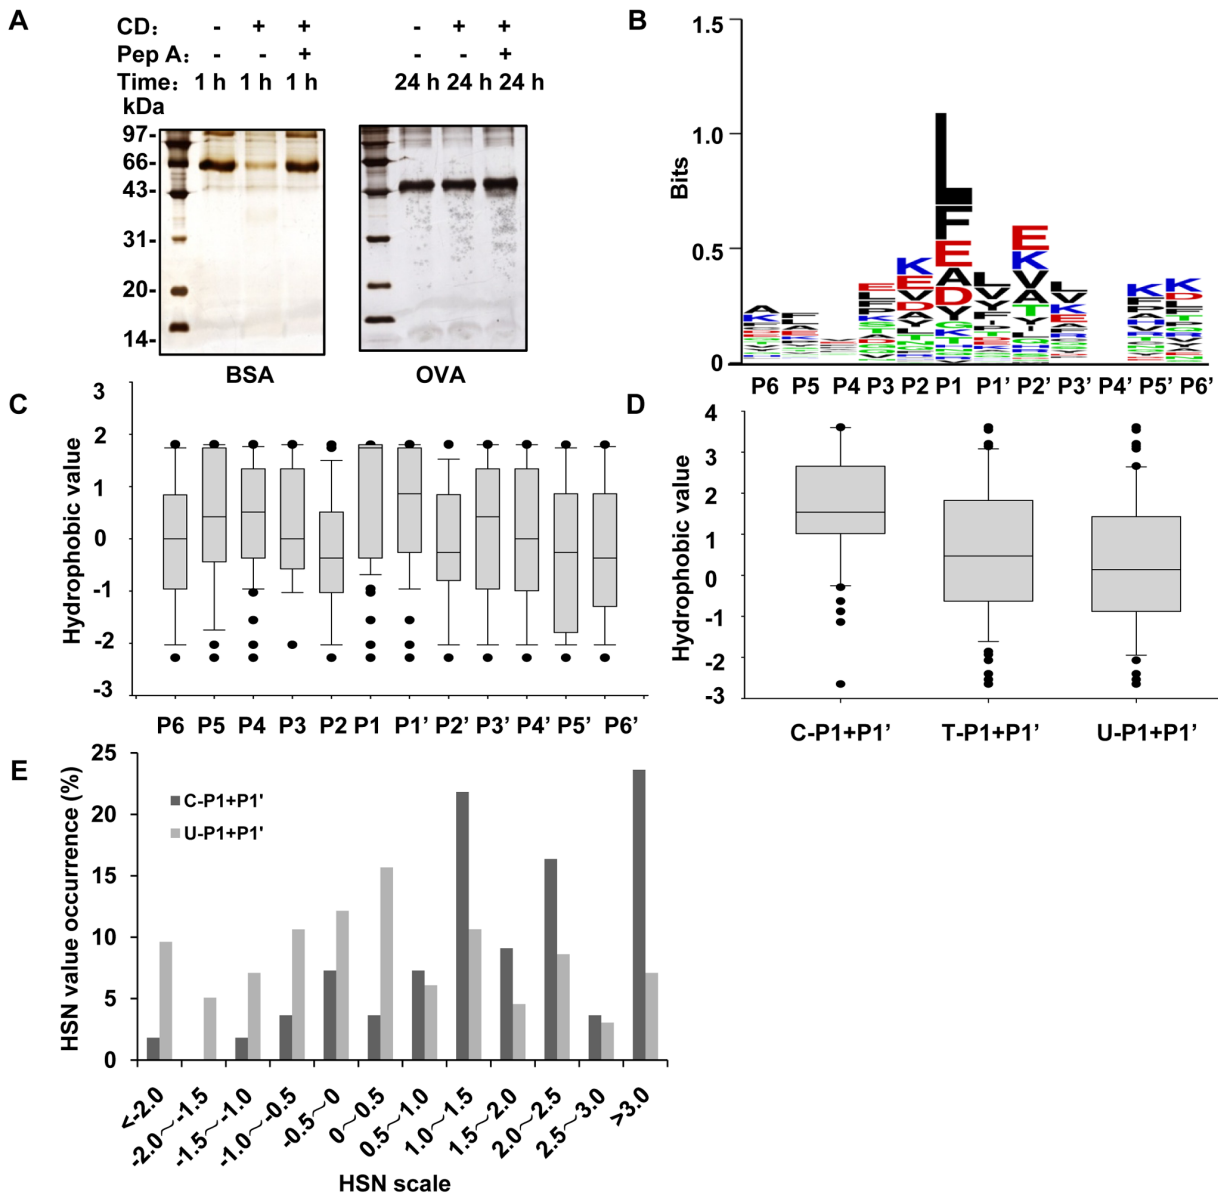 A
CD: - + +
Pep A: - - +
Time: 1 h 1 h 1 h
kDa
97-
66-
43-
31-
20-
14-
BSA
- + +
- - +
24 h 24 h 24 h
OVA
B
Bits
1.5
1.0
0.5
0
L
F
E
A
D
Y
K
E
V
D
A
L
V
Y
E
K
V
A
T
Y
P6 P5 P4 P3 P2 P1 P1’ P2’ P3’ P4’ P5’ P6’
C
Hydrophobic value
3
2
1
0
-1
-2
-3
P6 P5 P4 P3 P2 P1 P1’ P2’ P3’ P4’ P5’ P6’
D
Hydrophobic value
4
3
2
1
0
-1
-2
-3
C-P1+P1’ T-P1+P1’ U-P1+P1’
E
HSN value occurrence (%)
25
20
15
10
5
0
C-P1+P1'
U-P1+P1'
<-2.0 -2.0~-1.5 -1.5~-1.0 -1.0~-0.5 -0.5~0 0~0.5 0.5~1.0 1.0~1.5 1.5~2.0 2.0~2.5 2.5~3.0 >3.0
HSN scale